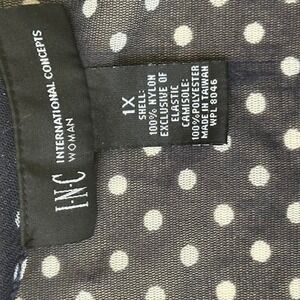 I·N·C
INTERNATIONAL CONCEPTS
WOMAN
1X
SHELL:
100% NYLON
EXCLUSIVE OF
ELASTIC
CAMISOLE:
100% POLYESTER
MADE IN TAIWAN
WPL 8046